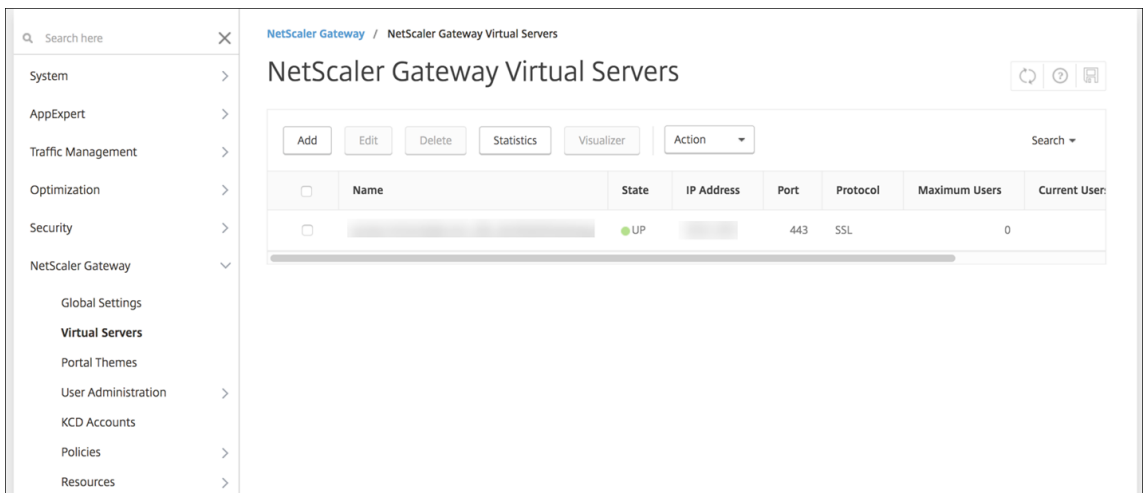 Search here
System
AppExpert
Traffic Management
Optimization
Security
NetScaler Gateway
Global Settings
Virtual Servers
Portal Themes
User Administration
KCD Accounts
Policies
Resources
NetScaler Gateway / NetScaler Gateway Virtual Servers
NetScaler Gateway Virtual Servers
Add Edit Delete Statistics Visualizer Action Search
Name State IP Address Port Protocol Maximum Users Current Users
UP 443 SSL 0